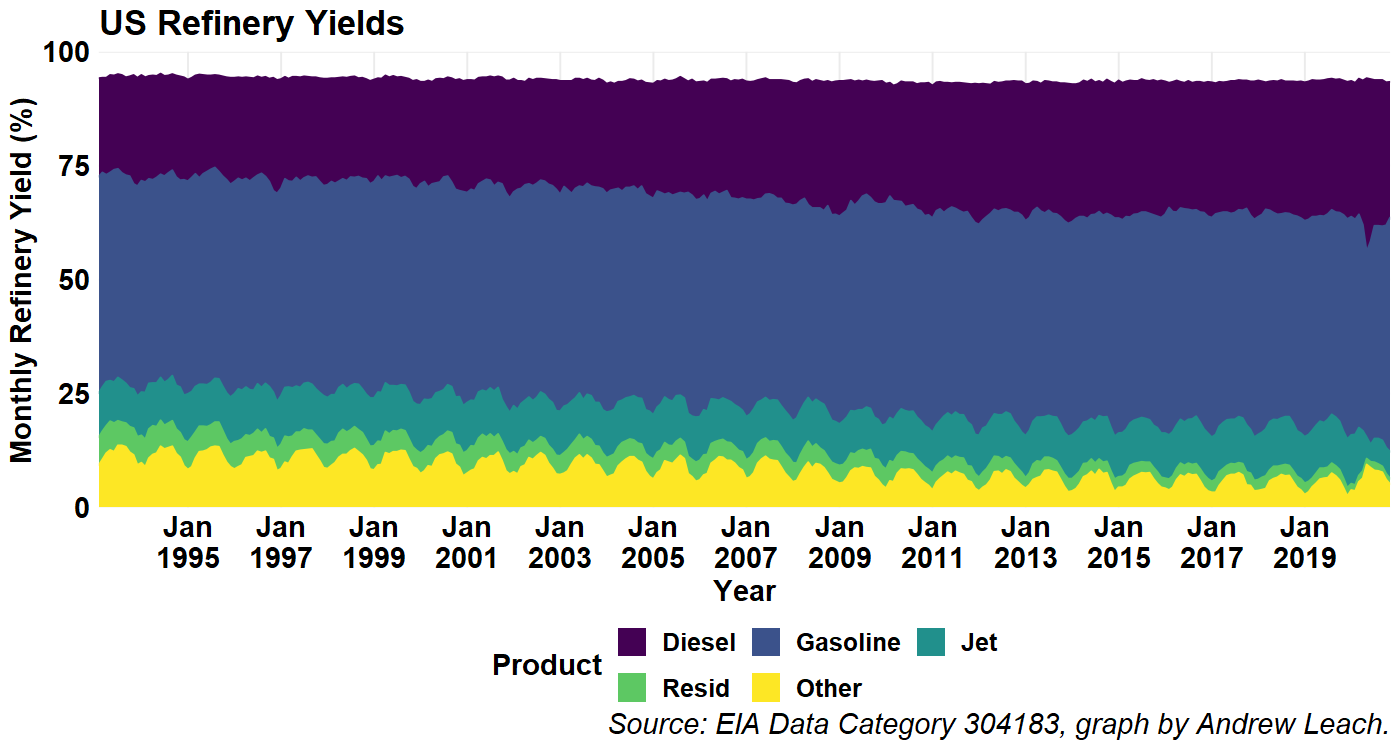 US Refinery Yields
Monthly Refinery Yield (%)
100
75
50
25
0
Jan Jan Jan Jan Jan Jan Jan Jan Jan Jan Jan Jan Jan
1995 1997 1999 2001 2003 2005 2007 2009 2011 2013 2015 2017 2019
Year
Product
Diesel Gasoline Jet
Resid Other
Source: EIA Data Category 304183, graph by Andrew Leach.